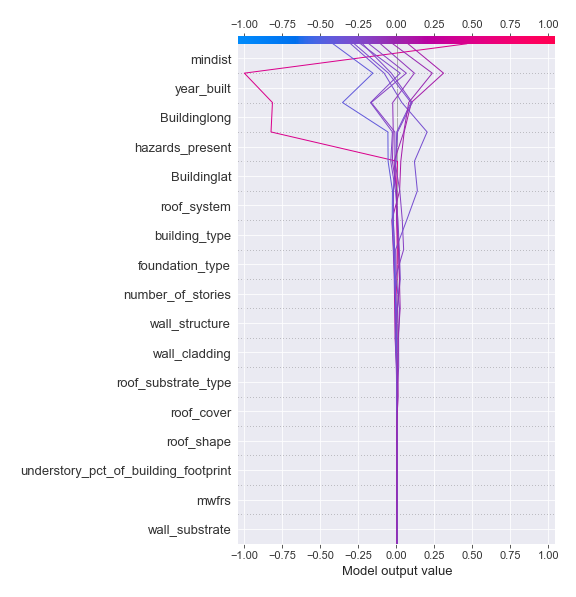 −1.00 −0.75 −0.50 −0.25 0.00 0.25 0.50 0.75 1.00
mindist
year_built
Buildinglong
hazards_present
Buildinglat
roof_system
building_type
foundation_type
number_of_stories
wall_structure
wall_cladding
roof_substrate_type
roof_cover
roof_shape
understory_pct_of_building_footprint
mwfrs
wall_substrate
−1.00 −0.75 −0.50 −0.25 0.00 0.25 0.50 0.75 1.00
Model output value